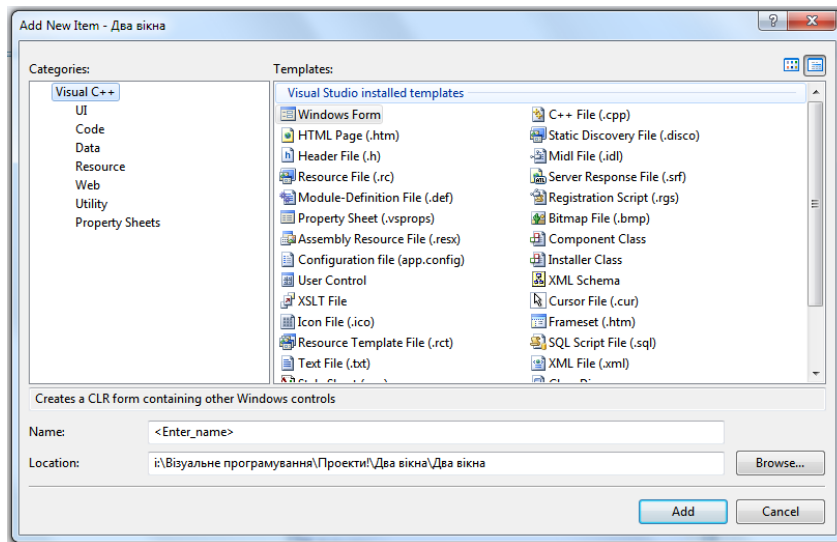 Add New Item - Два вікна
Categories:
Templates:
Visual C++
UI
Code
Data
Resource
Web
Utility
Property Sheets
Visual Studio installed templates
Windows Form
C++ File (.cpp)
HTML Page (.htm)
Static Discovery File (.disco)
Header File (.h)
Midl File (.idl)
Resource File (.rc)
Server Response File (.srf)
Module-Definition File (.def)
Registration Script (.rgs)
Property Sheet (.vsprops)
Bitmap File (.bmp)
Assembly Resource File (.resx)
Component Class
Configuration file (app.config)
Installer Class
User Control
XML Schema
XSLT File
Cursor File (.cur)
Icon File (.ico)
Frameset (.htm)
Resource Template File (.rct)
SQL Script File (.sql)
Text File (.txt)
XML File (.xml)
Creates a CLR form containing other Windows controls
Name:
<Enter_name>
Location:
i:\Візуальне програмування\Проекти!\Два вікна\Два вікна
Browse...
Add
Cancel